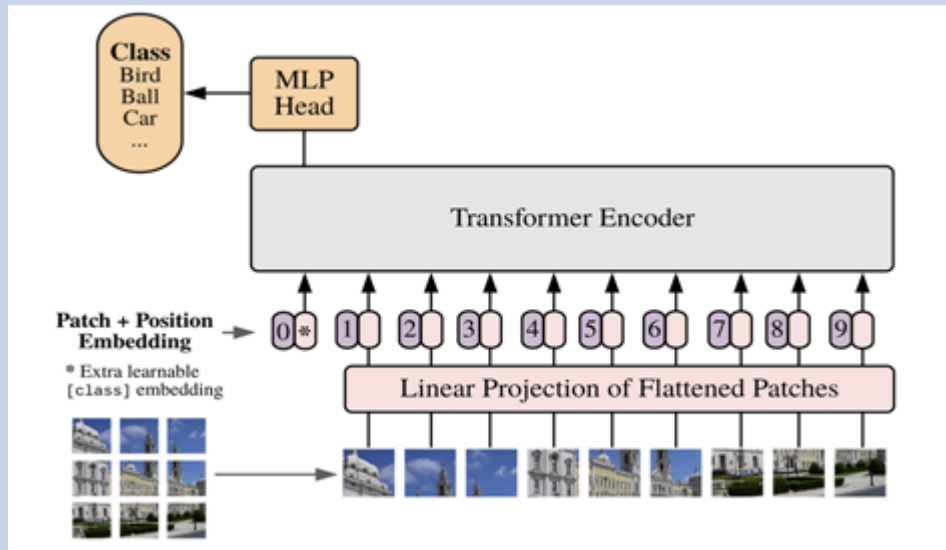 Class
Bird
Ball
Car
...
MLP
Head
Transformer Encoder
Patch + Position
Embedding
0 * 1 2 3 4 5 6 7 8 9
* Extra learnable
[class] embedding
Linear Projection of Flattened Patches